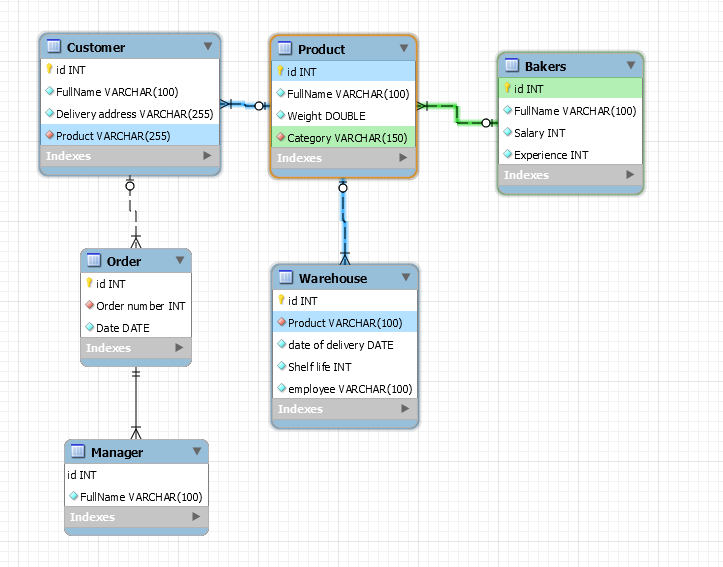 Customer
id INT
FullName VARCHAR(100)
Delivery address VARCHAR(255)
Product VARCHAR(255)
Indexes
Product
id INT
FullName VARCHAR(100)
Weight DOUBLE
Category VARCHAR(150)
Indexes
Bakers
id INT
FullName VARCHAR(100)
Salary INT
Experience INT
Indexes
Order
id INT
Order number INT
Date DATE
Indexes
Warehouse
id INT
Product VARCHAR(100)
date of delivery DATE
Shelf life INT
employee VARCHAR(100)
Indexes
Manager
id INT
FullName VARCHAR(100)
Indexes